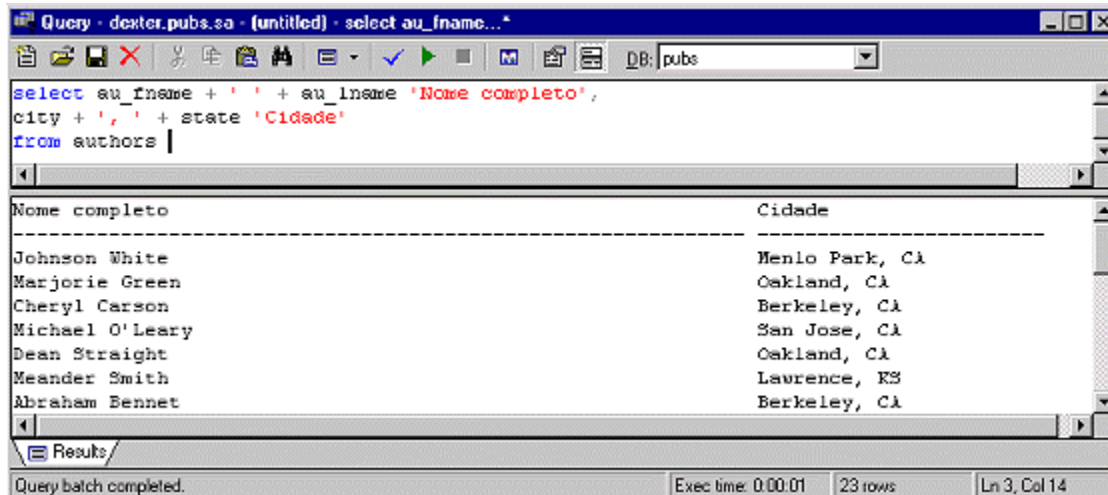 Query - dexter.pubs.sa - (untitled) - select au_fname...*
DB: pubs
select au_fname + ' ' + au_lname 'Nome completo',
city + ', ' + state 'Cidade'
from authors
Nome completo Cidade
------------------------------------------------------------- ------------------------
Johnson White Menlo Park, CA
Marjorie Green Oakland, CA
Cheryl Carson Berkeley, CA
Michael O'Leary San Jose, CA
Dean Straight Oakland, CA
Meander Smith Lawrence, KS
Abraham Bennet Berkeley, CA
Results
Query batch completed. Exec time: 0:00:01 23 rows Ln 3, Col 14